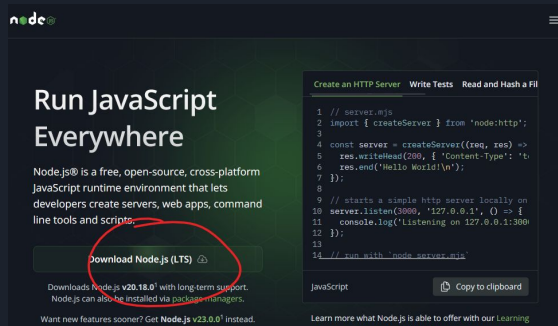 node
JS
Run JavaScript
Everywhere
Node.js® is a free, open-source, cross-platform
JavaScript runtime environment that lets
developers create servers, web apps, command
line tools and scripts.
Download Node.js (LTS)
Downloads Node.js v20.18.0¹ with long-term support.
Node.js can also be installed via package managers.
Want new features sooner? Get Node.js v23.0.0¹ instead.
Create an HTTP Server Write Tests Read and Hash a Fil
1 // server.mjs
2 import { createServer } from 'node:http';
3
4 const server = createServer((req, res) =>
5 res.writeHead(200, { 'Content-Type': 't
6 res.end('Hello World!\n');
7 });
8
9 // starts a simple http server locally on
10 server.listen(3000, '127.0.0.1', () => {
11 console.log('Listening on 127.0.0.1:300
12 });
13
14 // run with `node server.mjs`
JavaScript Copy to clipboard
Learn more what Node.js is able to offer with our Learning